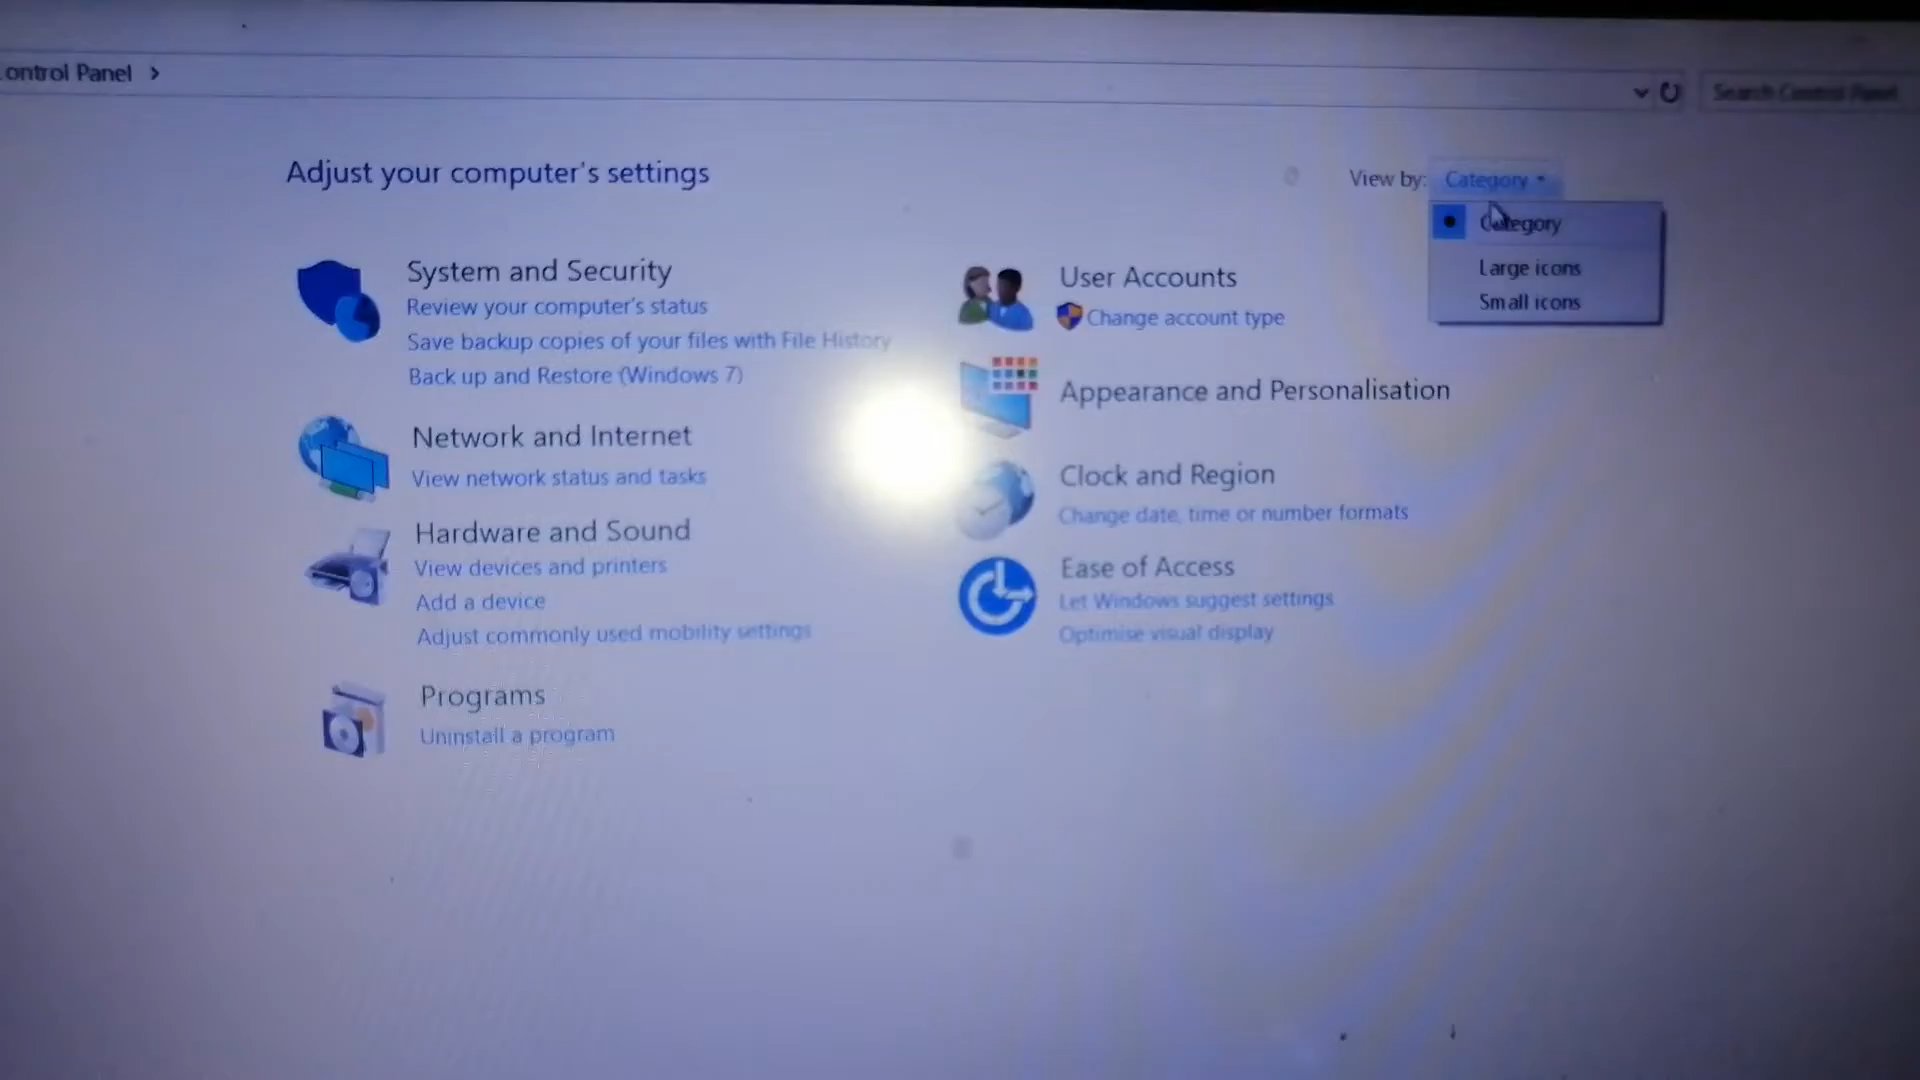 ontrol Panel
Search Control Panel
Adjust your computer's settings
View by: Category
Category
Large icons
Small icons
System and Security
Review your computer's status
Save backup copies of your files with File History
Back up and Restore (Windows 7)
Network and Internet
View network status and tasks
Hardware and Sound
View devices and printers
Add a device
Adjust commonly used mobility settings
Programs
Uninstall a program
User Accounts
Change account type
Appearance and Personalisation
Clock and Region
Change date, time or number formats
Ease of Access
Let Windows suggest settings
Optimise visual display